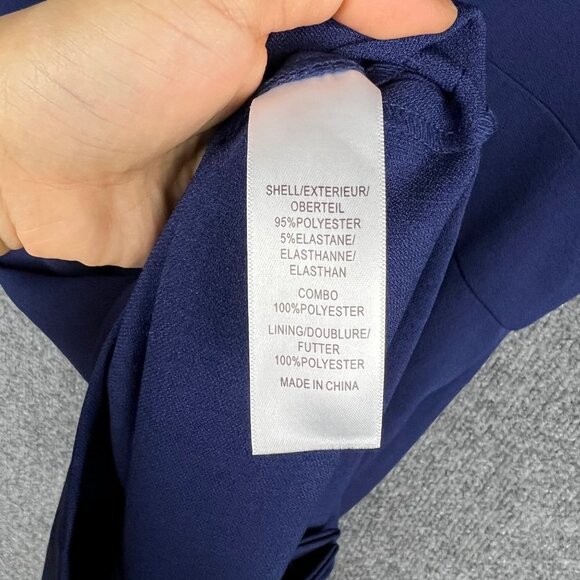 SHELL/EXTERIEUR/
OBERTEIL
95%POLYESTER
5%ELASTANE/
ELASTHANNE/
ELASTHAN
COMBO
100%POLYESTER
LINING/DOUBLURE/
FUTTER
100%POLYESTER
MADE IN CHINA